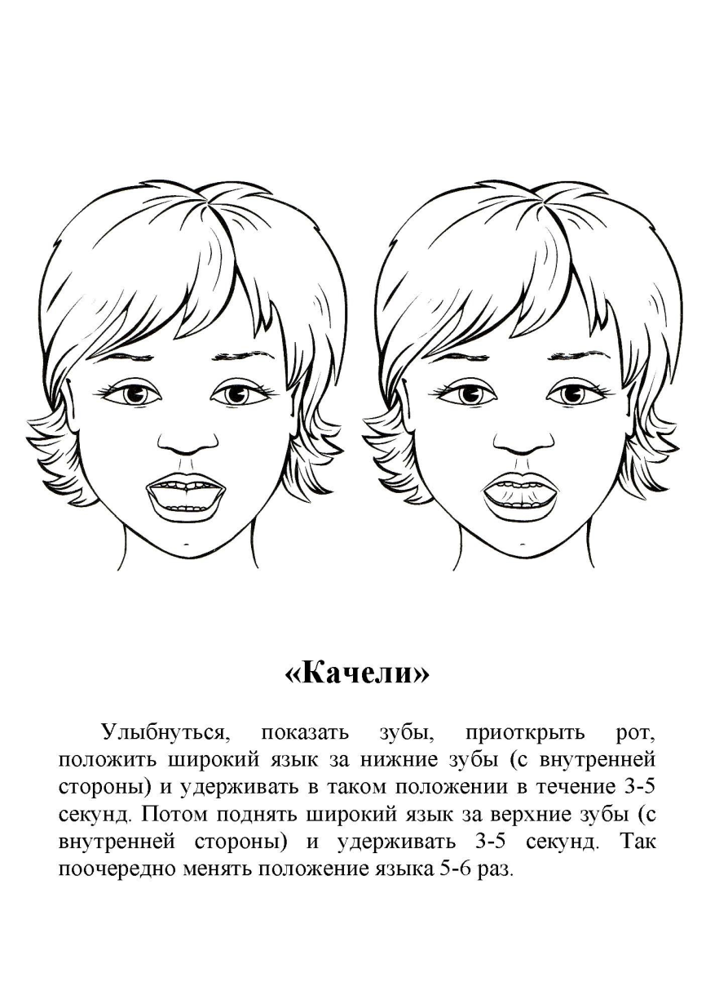 «Качели»
Улыбнуться, показать зубы, приоткрыть рот,
положить широкий язык за нижние зубы (с внутренней
стороны) и удерживать в таком положении в течение 3-5
секунд. Потом поднять широкий язык за верхние зубы (с
внутренней стороны) и удерживать 3-5 секунд. Так
поочередно менять положение языка 5-6 раз.